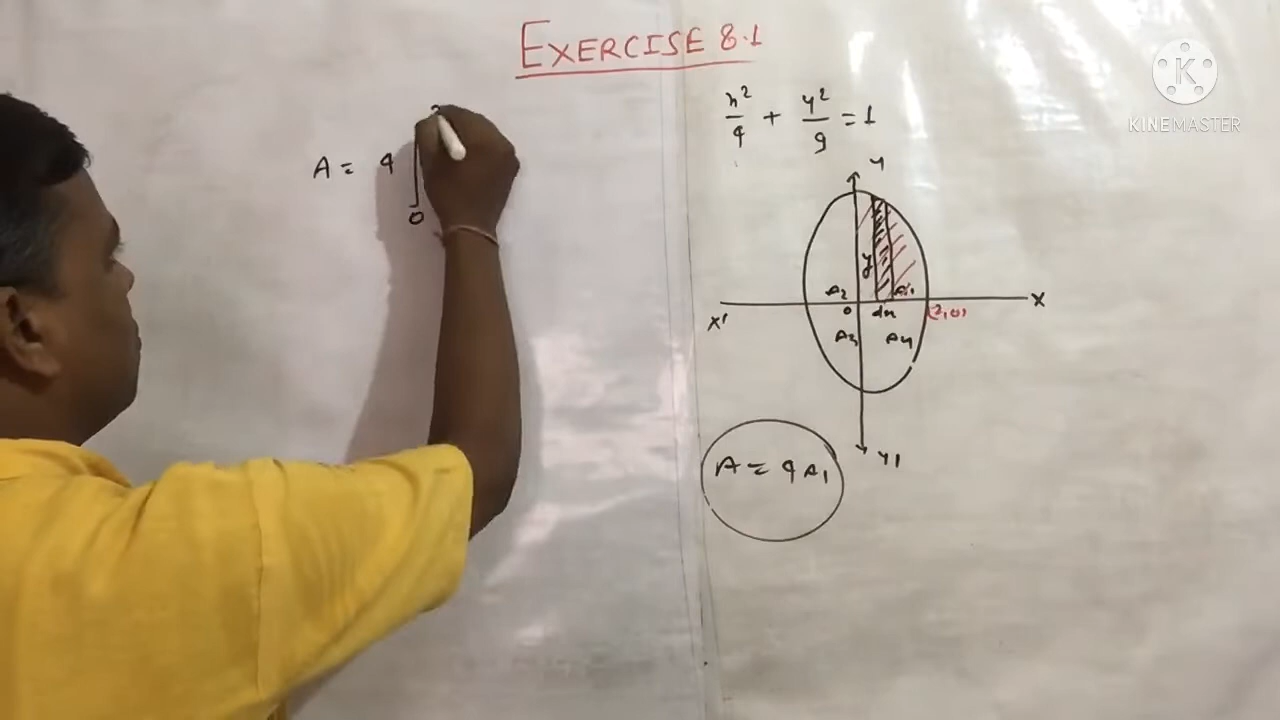 EXERCISE 8.1
KINEMASTER
x²/4 + y²/9 = 1
A = 4 ∫
0
Y
y
A2 A1
X' 0 dx (2,0) X
A3 A4
Y1
A = 4A1